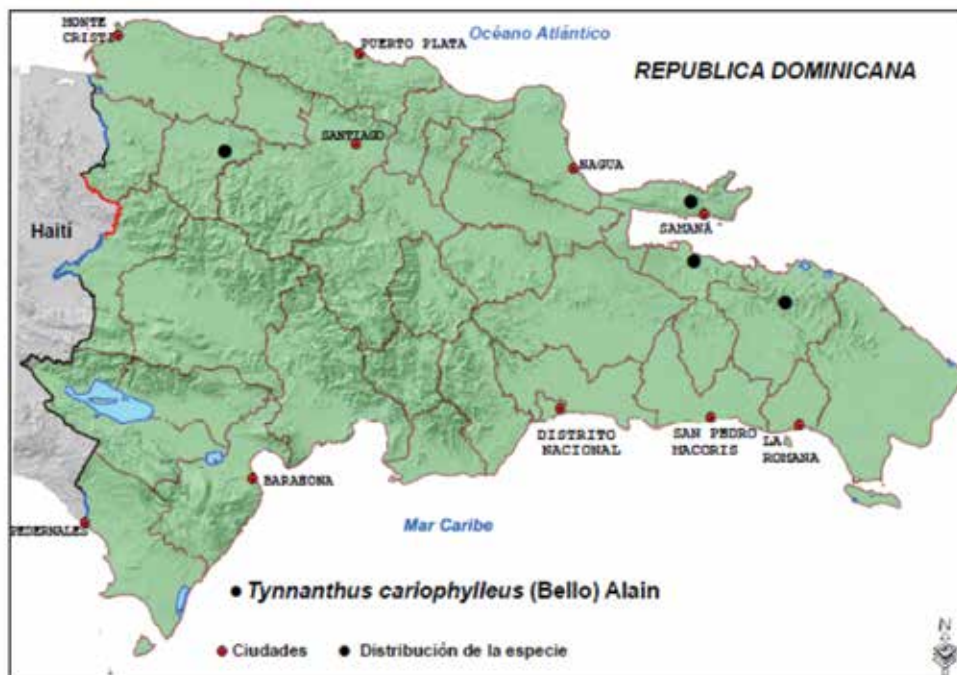 MONTE
CRISTI
Océano Atlántico
PUERTO PLATA
REPUBLICA DOMINICANA
SANTIAGO
NAGUA
Haití
SAMANÁ
DISTRITO
NACIONAL
SAN PEDRO
MACORIS
LA
ROMANA
BARAHONA
PEDERNALES
Mar Caribe
Tynnanthus cariophylleus (Bello) Alain
Ciudades
Distribución de la especie
N